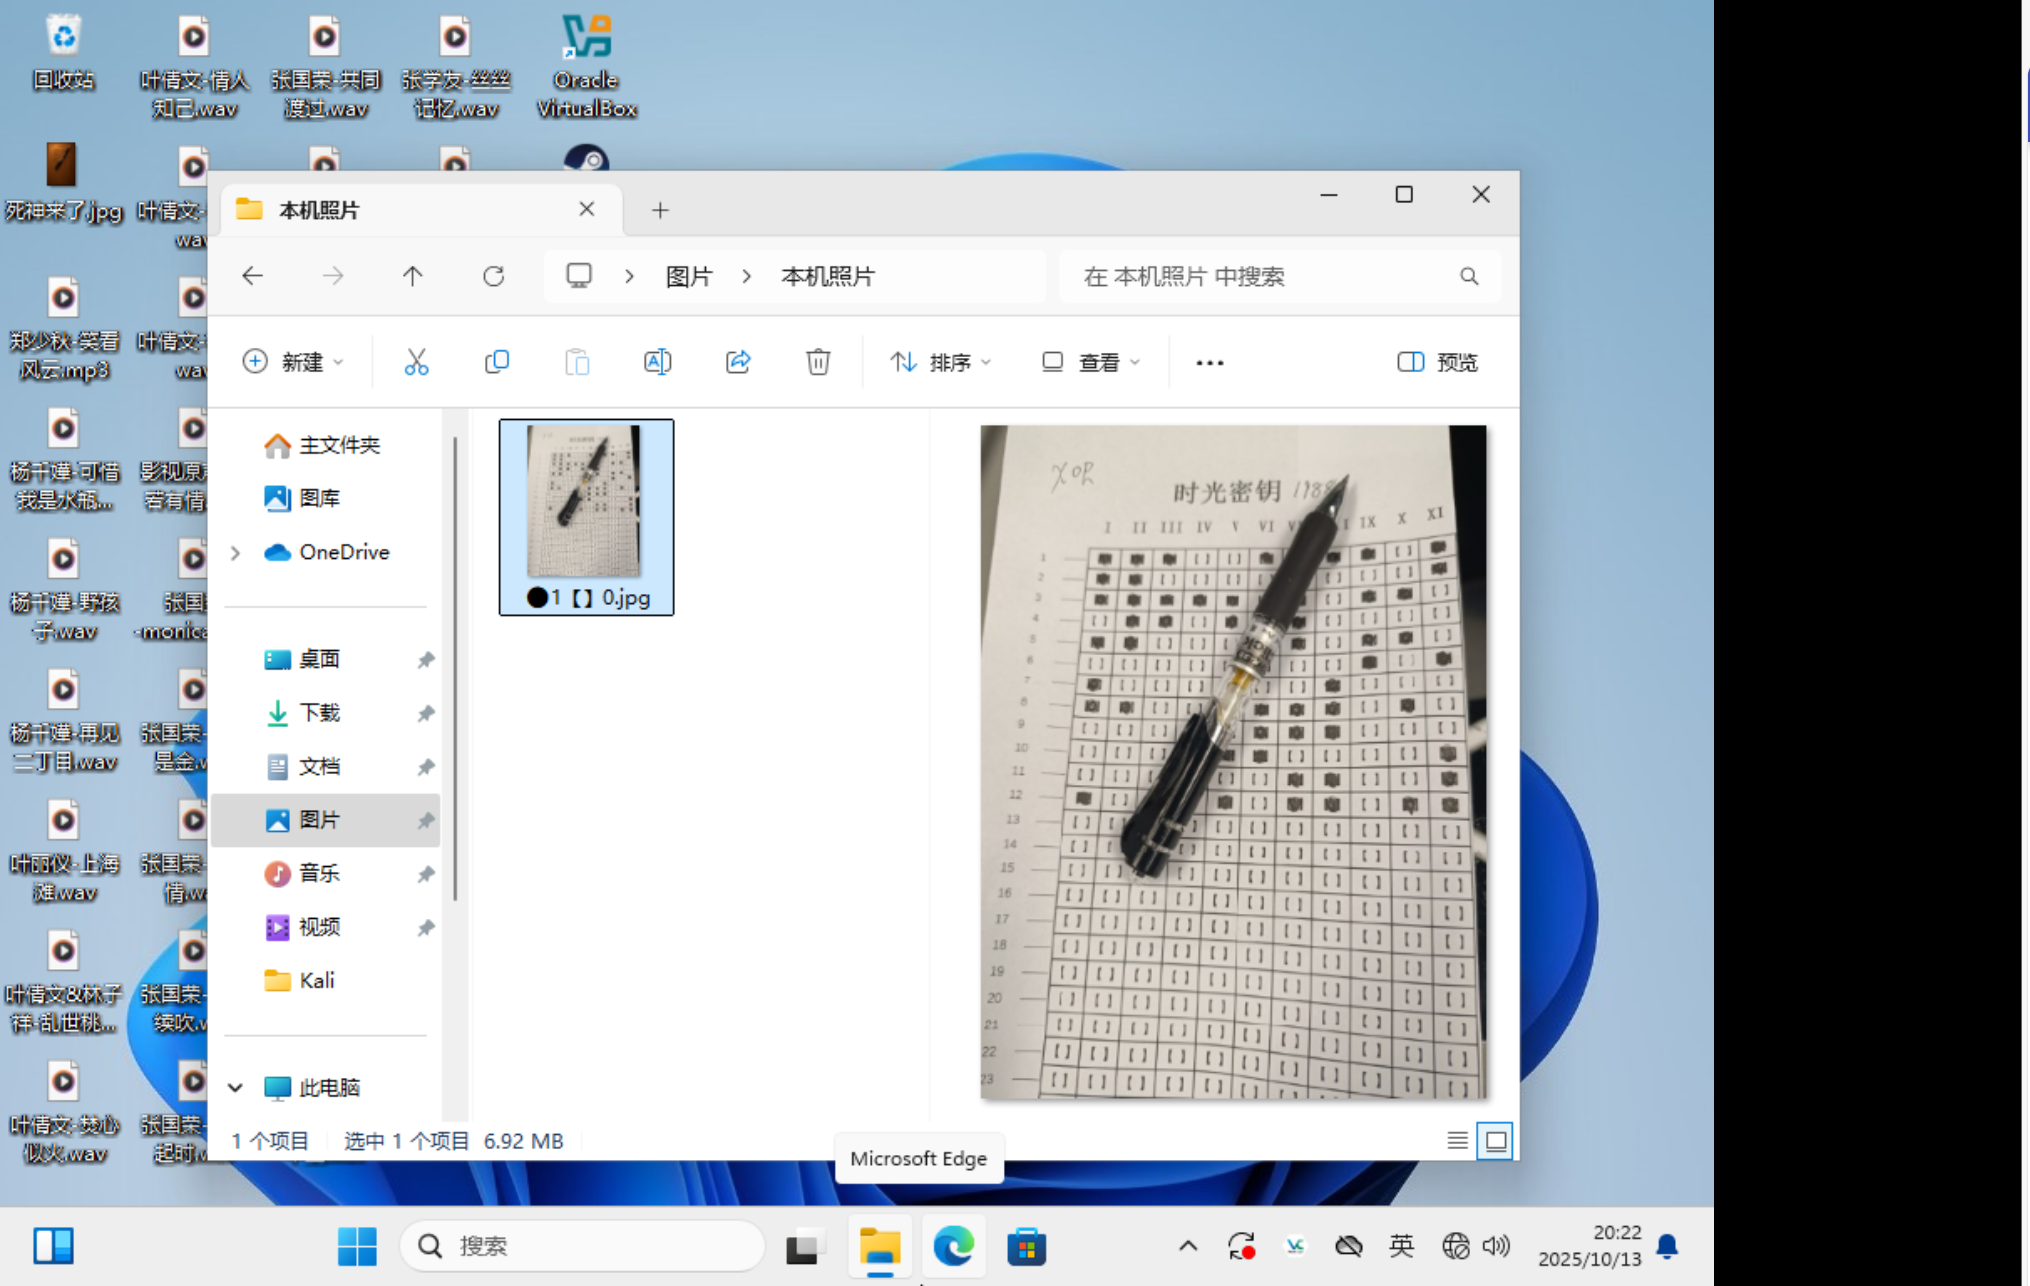 回收站
叶倩文-情人知己.wav
张国荣-共同渡过.wav
张学友-丝丝记忆.wav
Oracle VirtualBox
死神来了.jpg
叶倩文-
wav
郑少秋-笑看风云.mp3
叶倩文-
wav
杨千嬅-可惜我是水瓶...
影视原
若有情
杨千嬅-野孩子.wav
张国
-monica
杨千嬅-再见二丁目.wav
张国荣-
是金.w
叶丽仪-上海滩.wav
张国荣-
情.w
叶倩文&林子祥-乱世桃...
张国荣-
续吹.w
叶倩文-焚心似火.wav
张国荣-
起时.w
本机照片
图片
本机照片
在 本机照片 中搜索
新建
排序
查看
预览
主文件夹
图库
OneDrive
桌面
下载
文档
图片
音乐
视频
Kali
此电脑
●1【】0.jpg
XOR
时光密钥 1988
I II III IV V VI V I IX X XI
1
2
3
4
5
6
7
8
9
10
11
12
13
14
15
16
17
18
19
20
21
22
23
1 个项目 选中 1 个项目 6.92 MB
Microsoft Edge
搜索
英
20:22
2025/10/13